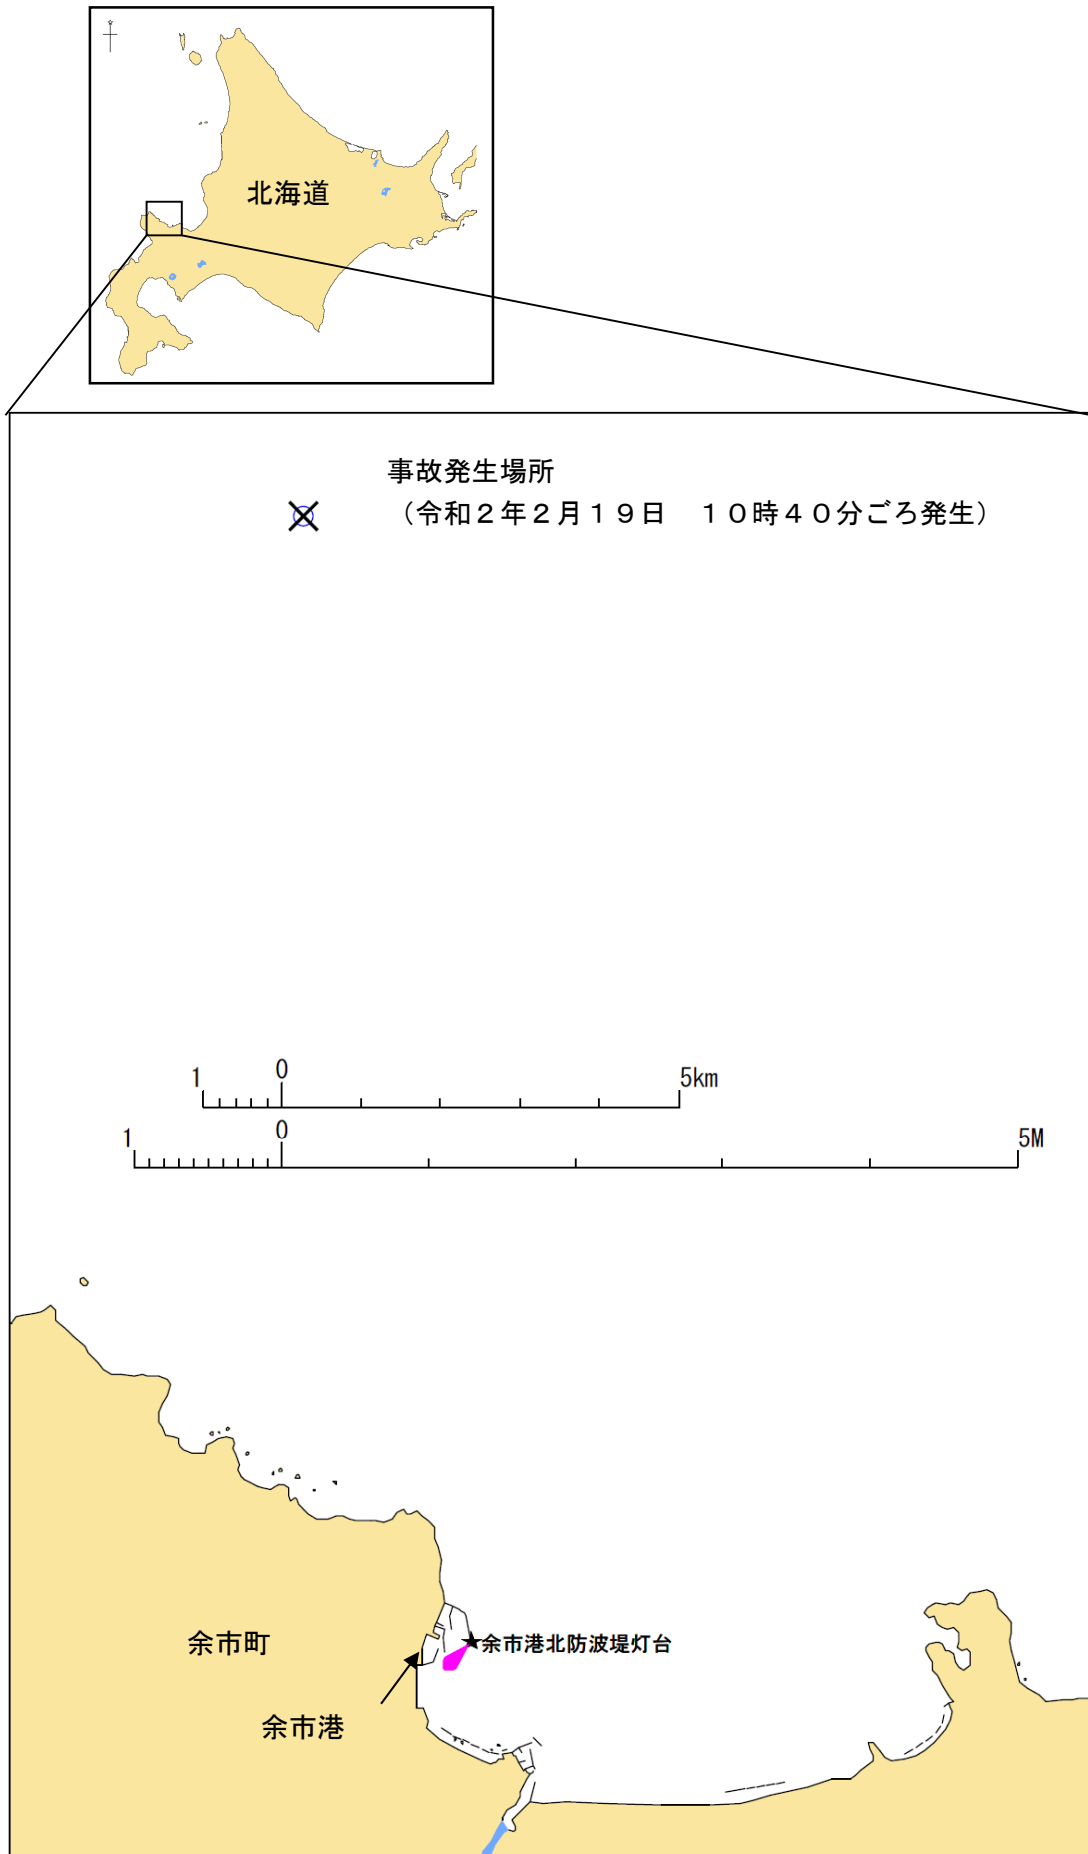 北海道
事故発生場所
（令和２年２月１９日　１０時４０分ごろ発生）
1 0 5km
1 0 5M
余市港北防波堤灯台
余市町
余市港